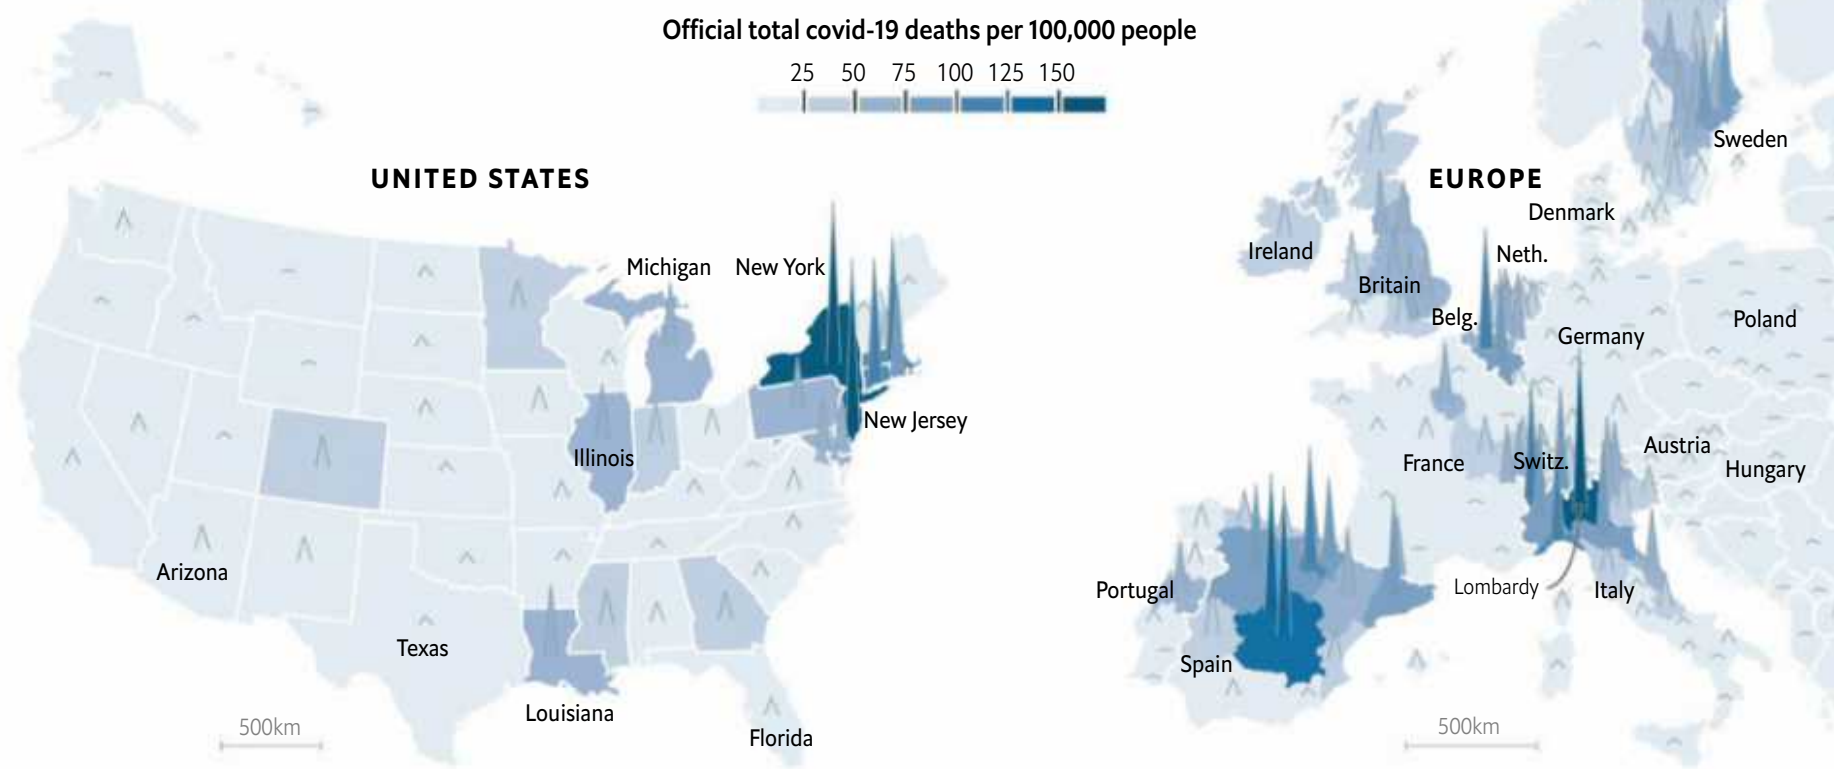 Official total covid-19 deaths per 100,000 people
25 50 75 100 125 150
UNITED STATES
Michigan
New York
New Jersey
Illinois
Arizona
Texas
Louisiana
Florida
500km
EUROPE
Sweden
Denmark
Ireland
Neth.
Britain
Belg.
Germany
Poland
France
Switz.
Austria
Hungary
Portugal
Lombardy
Italy
Spain
500km